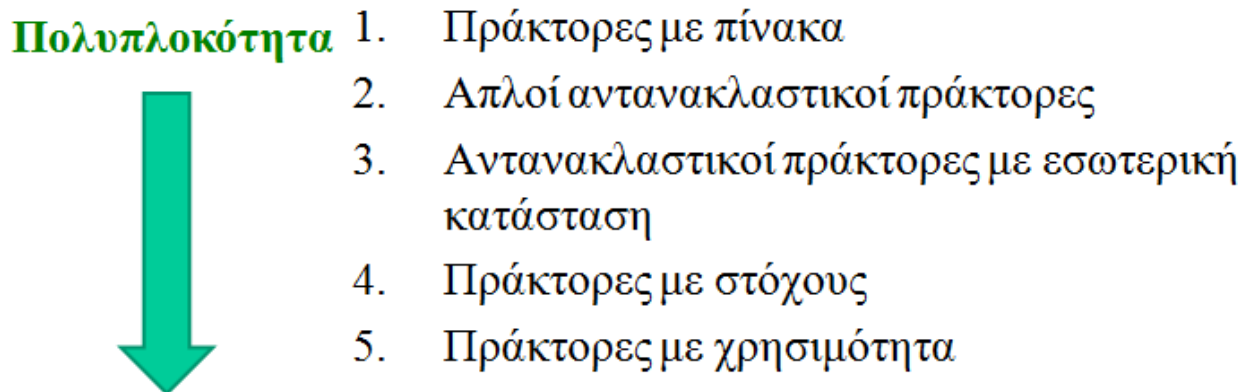 Πολυπλοκότητα
1. Πράκτορες με πίνακα
2. Απλοί αντανακλαστικοί πράκτορες
3. Αντανακλαστικοί πράκτορες με εσωτερική
κατάσταση
4. Πράκτορες με στόχους
5. Πράκτορες με χρησιμότητα